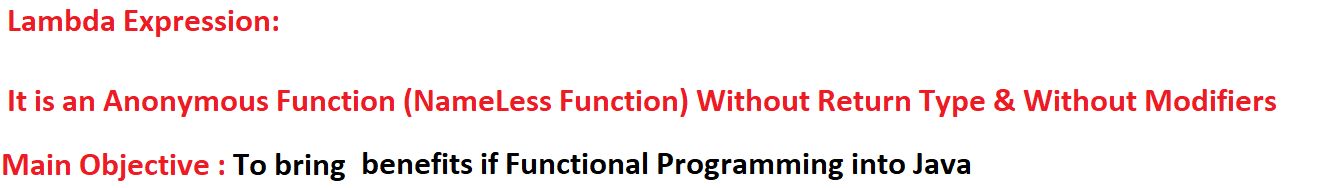 Lambda Expression:
It is an Anonymous Function (NameLess Function) Without Return Type & Without Modifiers
Main Objective : To bring benefits if Functional Programming into Java